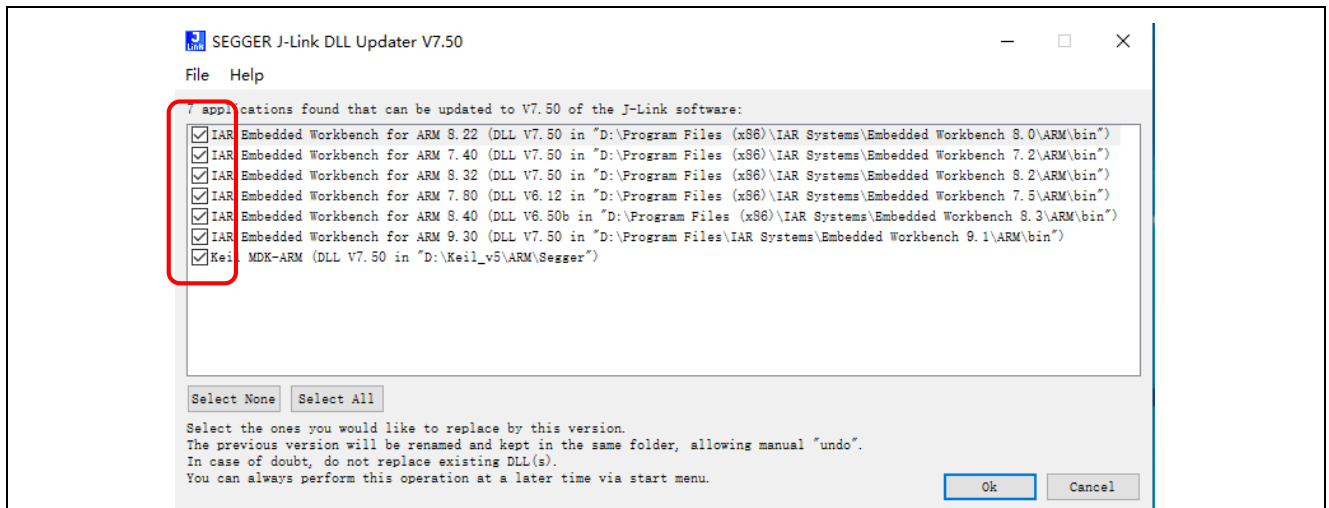 J Link SEGGER J-Link DLL Updater V7.50
File Help
7 applications found that can be updated to V7.50 of the J-Link software:
IAR Embedded Workbench for ARM 8.22 (DLL V7.50 in "D:\Program Files (x86)\IAR Systems\Embedded Workbench 8.0\ARM\bin")
IAR Embedded Workbench for ARM 7.40 (DLL V7.50 in "D:\Program Files (x86)\IAR Systems\Embedded Workbench 7.2\ARM\bin")
IAR Embedded Workbench for ARM 8.32 (DLL V7.50 in "D:\Program Files (x86)\IAR Systems\Embedded Workbench 8.2\ARM\bin")
IAR Embedded Workbench for ARM 7.80 (DLL V6.12 in "D:\Program Files (x86)\IAR Systems\Embedded Workbench 7.5\ARM\bin")
IAR Embedded Workbench for ARM 8.40 (DLL V6.50b in "D:\Program Files (x86)\IAR Systems\Embedded Workbench 8.3\ARM\bin")
IAR Embedded Workbench for ARM 9.30 (DLL V7.50 in "D:\Program Files\IAR Systems\Embedded Workbench 9.1\ARM\bin")
Keil MDK-ARM (DLL V7.50 in "D:\Keil_v5\ARM\Segger")
Select None Select All
Select the ones you would like to replace by this version.
The previous version will be renamed and kept in the same folder, allowing manual "undo".
In case of doubt, do not replace existing DLL(s).
You can always perform this operation at a later time via start menu.
Ok Cancel